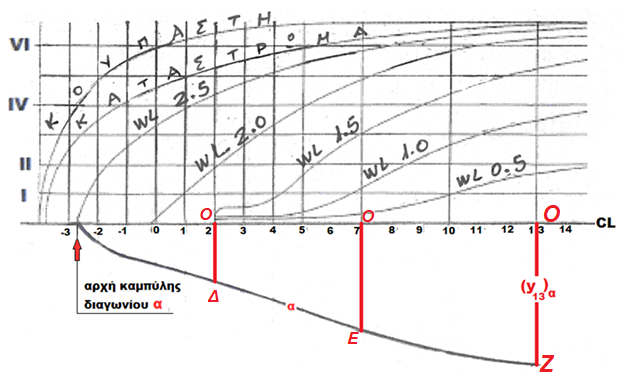 VI
IV
II
I
ΚΟΥΠΑΣΤΗ
ΚΑΤΑΣΤΡΟΜΑ
WL 2.5
WL 2.0
WL 1.5
WL 1.0
WL 0.5
O O O CL
-3 -2 -1 0 1 2 3 4 5 6 7 8 9 10 11 12 13 14
αρχή καμπύλης
διαγωνίου α
Δ
α
E
(y13)α
Z